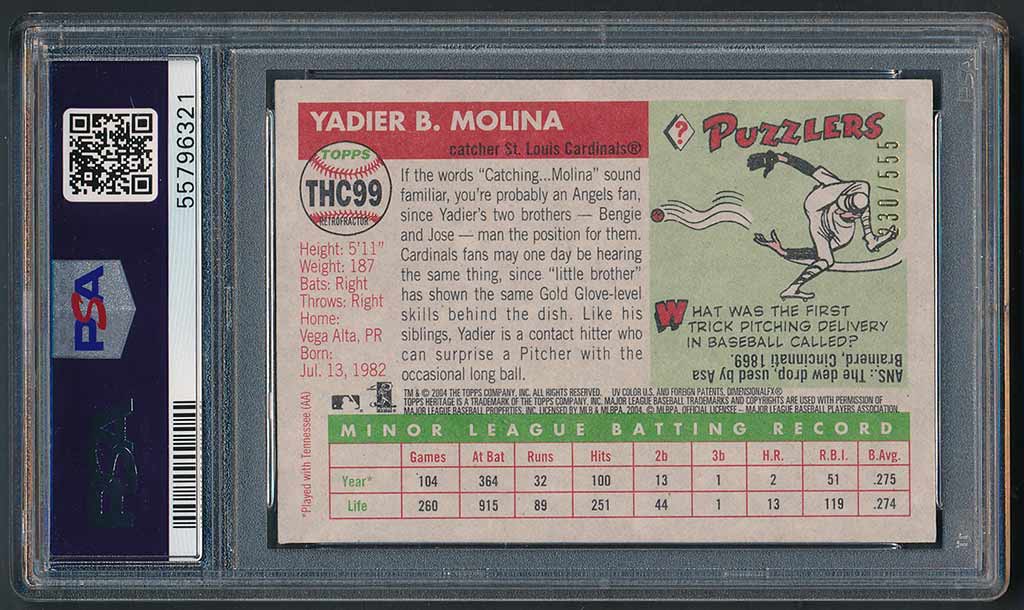 55796321
PSA
PSA
YADIER B. MOLINA
catcher St. Louis Cardinals®
TOPPS
THC99
RETROFRACTOR
Height: 5'11"
Weight: 187
Bats: Right
Throws: Right
Home:
Vega Alta, PR
Born:
Jul. 13, 1982
If the words “Catching...Molina” sound
familiar, you're probably an Angels fan,
since Yadier's two brothers — Bengie
and Jose — man the position for them.
Cardinals fans may one day be hearing
the same thing, since “little brother”
has shown the same Gold Glove-level
skills behind the dish. Like his
siblings, Yadier is a contact hitter who
can surprise a Pitcher with the
occasional long ball.
? PUZZLERS
330/555
WHAT WAS THE FIRST
TRICK PITCHING DELIVERY
IN BASEBALL CALLED?
ANS.: The dew drop, used by Asa
Brainerd, Cincinnati 1869.
TM & © 2004 THE TOPPS COMPANY, INC. ALL RIGHTS RESERVED. UV COLOR U.S. AND FOREIGN PATENTS. DIMENSIONALFX®
TOPPS HERITAGE IS A TRADEMARK OF THE TOPPS COMPANY, INC. MAJOR LEAGUE BASEBALL TRADEMARKS AND COPYRIGHTS ARE USED WITH PERMISSION OF
MAJOR LEAGUE BASEBALL PROPERTIES, INC. LICENSED BY MLB & MLBPA, 2004. © MLBPA, OFFICIAL LICENSEE – MAJOR LEAGUE BASEBALL PLAYERS ASSOCIATION.
MINOR LEAGUE BATTING RECORD
Games At Bat Runs Hits 2b 3b H.R. R.B.I. B.Avg.
Year* 104 364 32 100 13 1 2 51 .275
Life 260 915 89 251 44 1 13 119 .274
*Played with Tennessee (AA)